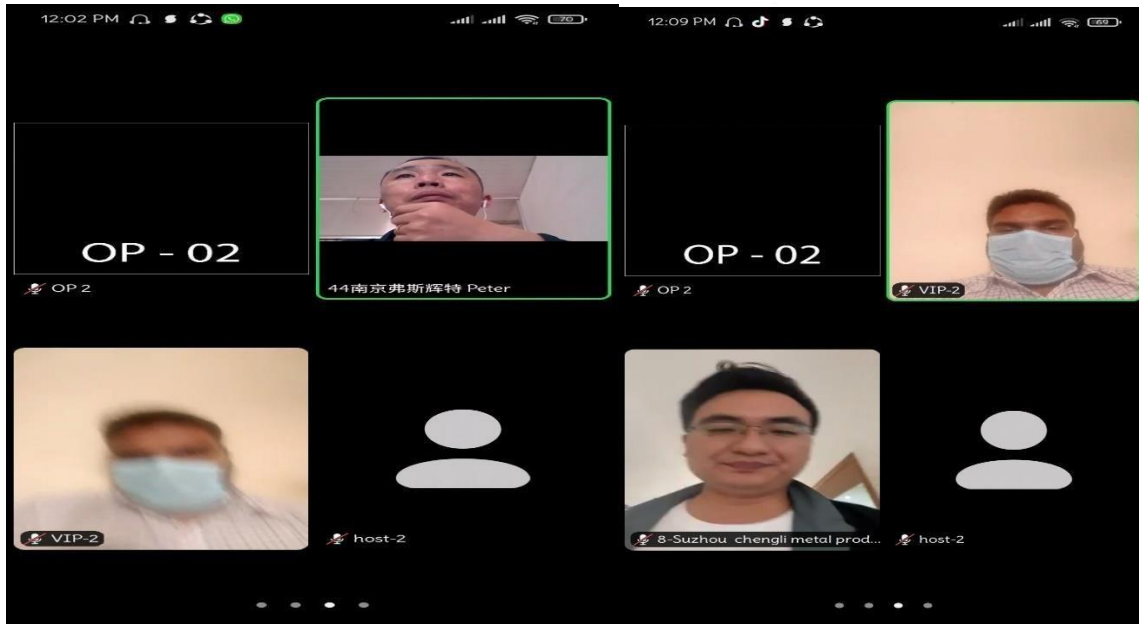 12:02 PM
70
OP - 02
OP 2
44南京弗斯辉特 Peter
VIP-2
host-2
12:09 PM
69
OP - 02
OP 2
VIP-2
8-Suzhou chengli metal prod...
host-2